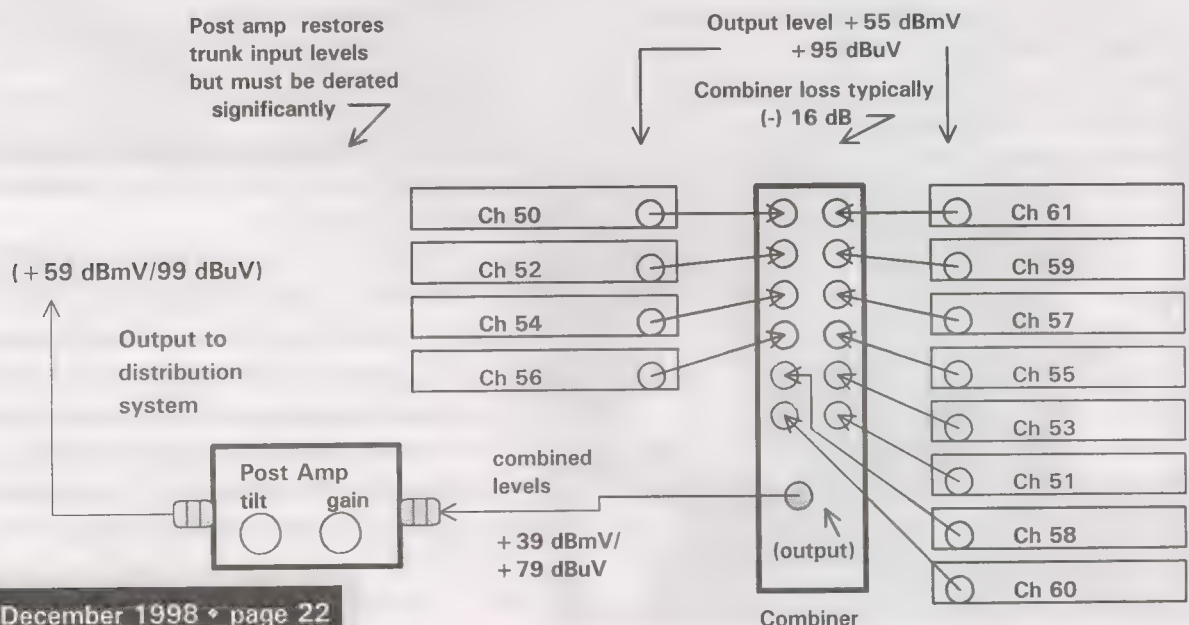 Post amp restores
trunk input levels
but must be derated
significantly
Output level + 55 dBmV
+ 95 dBuV
Combiner loss typically
(-) 16 dB
Ch 50
Ch 52
Ch 54
Ch 56
Ch 61
Ch 59
Ch 57
Ch 55
Ch 53
Ch 51
Ch 58
Ch 60
(+ 59 dBmV/99 dBuV)
Output to
distribution
system
Post Amp
tilt gain
combined
levels
+ 39 dBmV/
+ 79 dBuV
(output)
Combiner
December 1998 • page 22